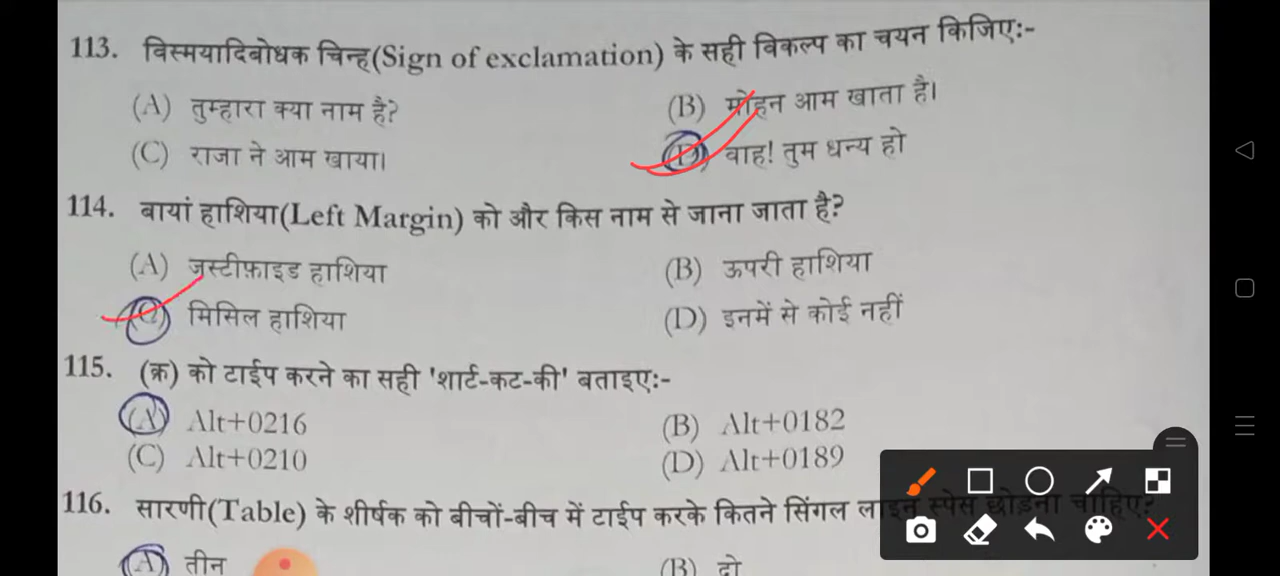 113. विस्मयादिबोधक चिन्ह(Sign of exclamation) के सही विकल्प का चयन किजिए:-
(A) तुम्हारा क्या नाम है? (B) मोहन आम खाता है।
(C) राजा ने आम खाया। (D) वाह! तुम धन्य हो
114. बायां हाशिया(Left Margin) को और किस नाम से जाना जाता है?
(A) जस्टीफ़ाइड हाशिया (B) ऊपरी हाशिया
(C) मिसिल हाशिया (D) इनमें से कोई नहीं
115. (क्र) को टाईप करने का सही 'शार्ट-कट-की' बताइए:-
(A) Alt+0216 (B) Alt+0182
(C) Alt+0210 (D) Alt+0189
116. सारणी(Table) के शीर्षक को बीचों-बीच में टाईप करके कितने सिंगल लाइन स्पेस छोड़ना चाहिए?
(A) तीन (B) दो